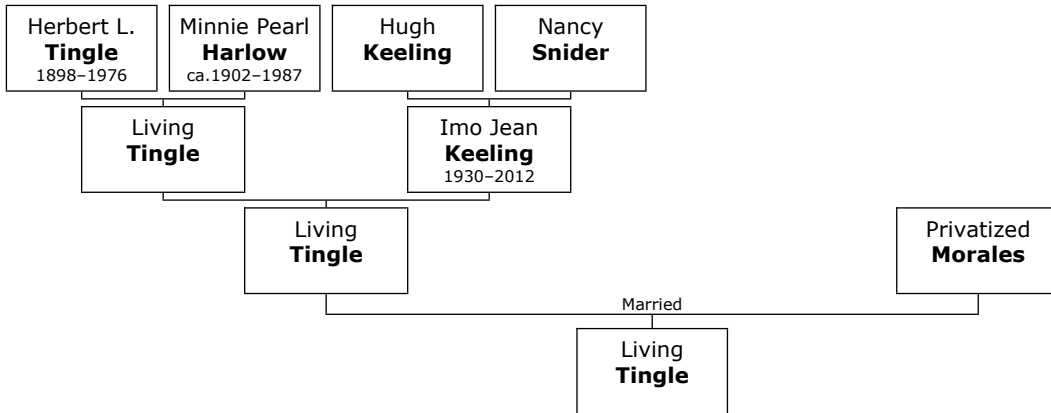 Herbert L.
Tingle
1898–1976
Minnie Pearl
Harlow
ca.1902–1987
Hugh
Keeling
Nancy
Snider
Living
Tingle
Imo Jean
Keeling
1930–2012
Living
Tingle
Privatized
Morales
Married
Living
Tingle